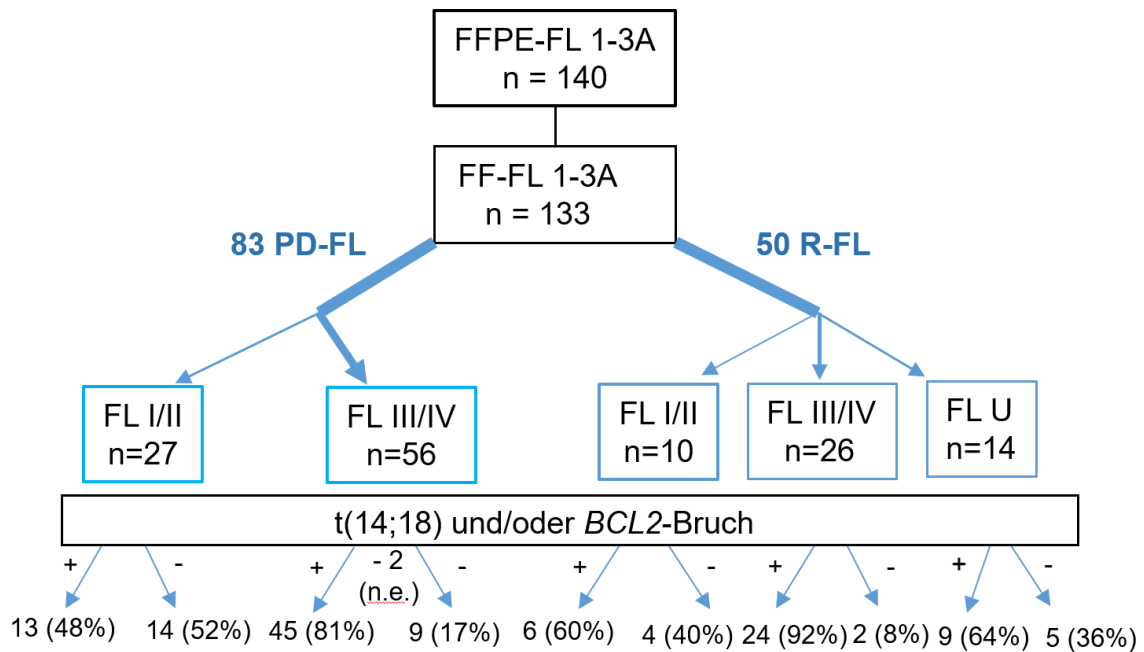 FFPE-FL 1-3A
n = 140
FF-FL 1-3A
n = 133
83 PD-FL
50 R-FL
FL I/II
n=27
FL III/IV
n=56
FL I/II
n=10
FL III/IV
n=26
FL U
n=14
t(14;18) und/oder BCL2-Bruch
+ - + - 2 - + - + - + -
(n.e.)
13 (48%) 14 (52%) 45 (81%) 9 (17%) 6 (60%) 4 (40%) 24 (92%) 2 (8%) 9 (64%) 5 (36%)